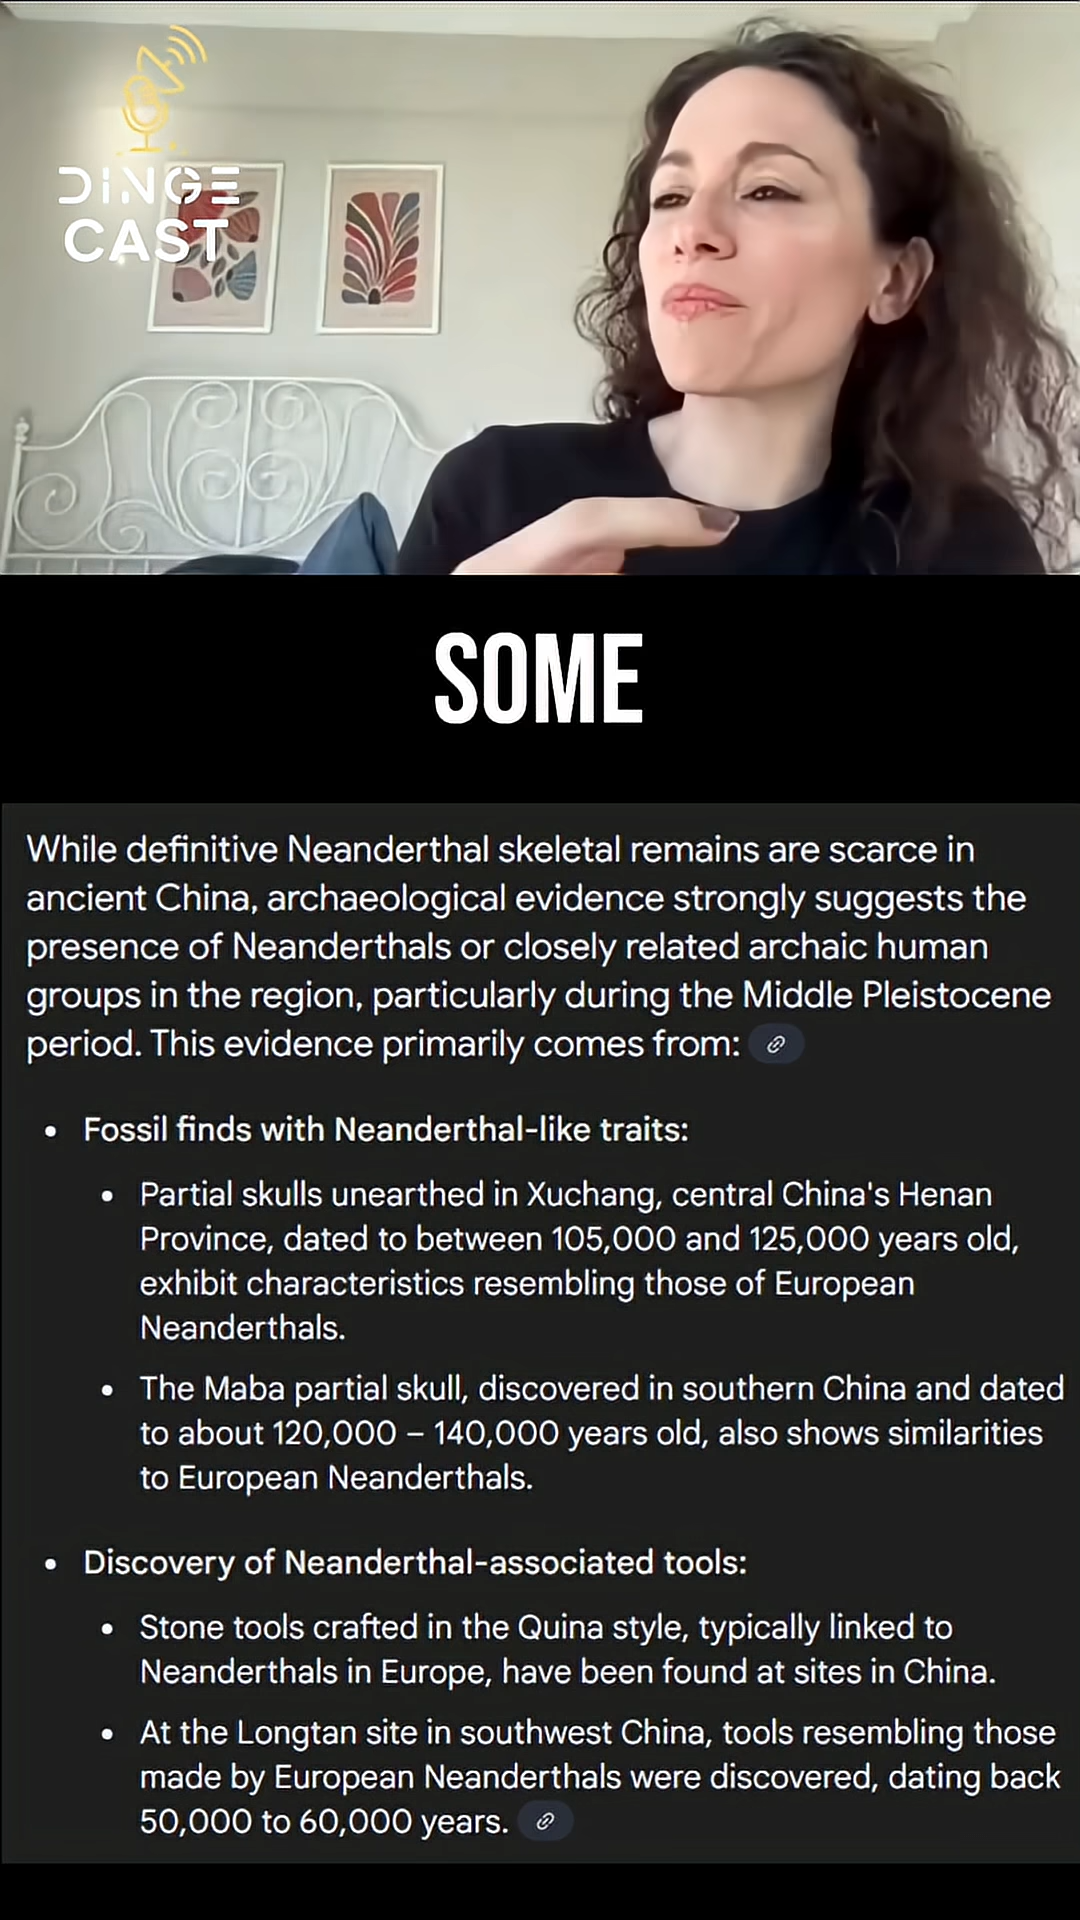 DINGE
CAST
SOME
While definitive Neanderthal skeletal remains are scarce in
ancient China, archaeological evidence strongly suggests the
presence of Neanderthals or closely related archaic human
groups in the region, particularly during the Middle Pleistocene
period. This evidence primarily comes from:
• Fossil finds with Neanderthal-like traits:
• Partial skulls unearthed in Xuchang, central China's Henan
Province, dated to between 105,000 and 125,000 years old,
exhibit characteristics resembling those of European
Neanderthals.
• The Maba partial skull, discovered in southern China and dated
to about 120,000 – 140,000 years old, also shows similarities
to European Neanderthals.
• Discovery of Neanderthal-associated tools:
• Stone tools crafted in the Quina style, typically linked to
Neanderthals in Europe, have been found at sites in China.
• At the Longtan site in southwest China, tools resembling those
made by European Neanderthals were discovered, dating back
50,000 to 60,000 years.